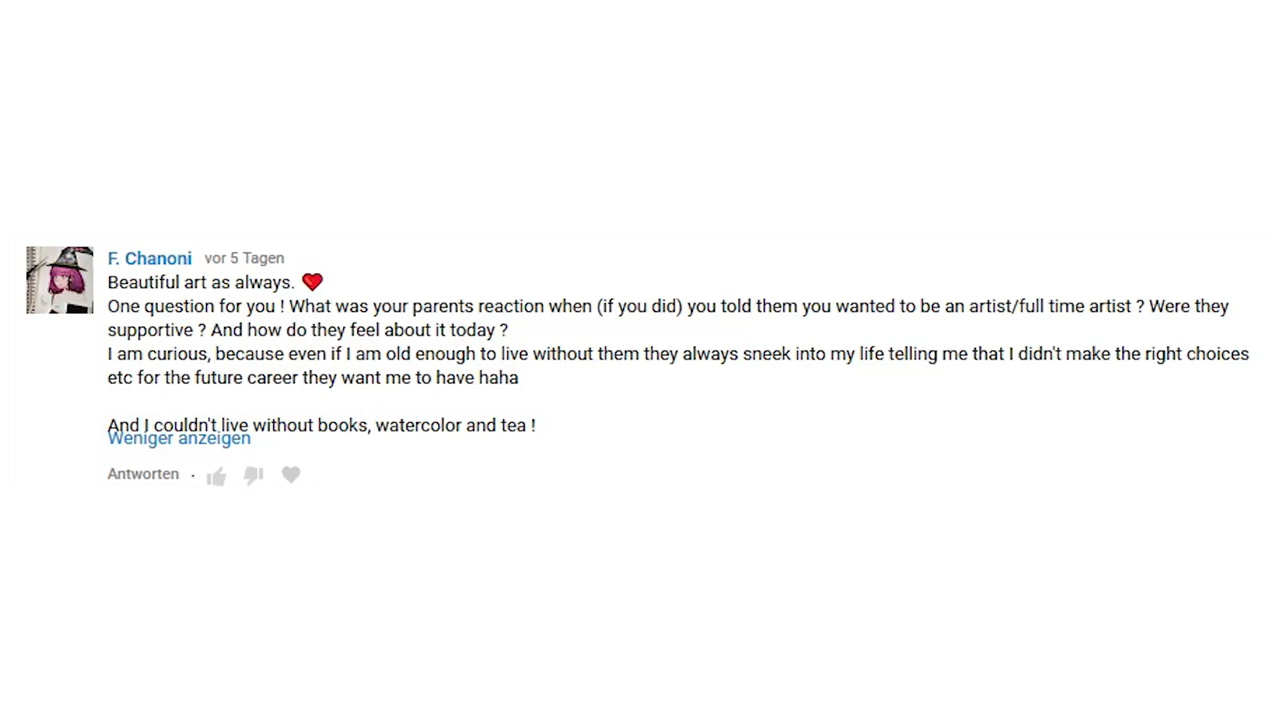 F. Chanoni vor 5 Tagen
Beautiful art as always. ❤
One question for you ! What was your parents reaction when (if you did) you told them you wanted to be an artist/full time artist ? Were they
supportive ? And how do they feel about it today ?
I am curious, because even if I am old enough to live without them they always sneek into my life telling me that I didn't make the right choices
etc for the future career they want me to have haha
And I couldn't live without books, watercolor and tea !
Weniger anzeigen
Antworten ·